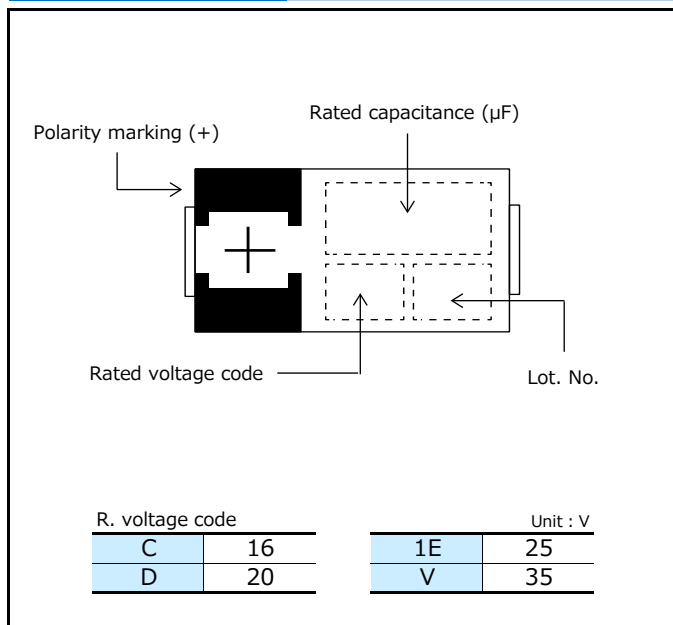 Rated capacitance (μF)
Polarity marking (+)
Rated voltage code
Lot. No.
R. voltage code
Unit : V
C 16 1E 25
D 20 V 35